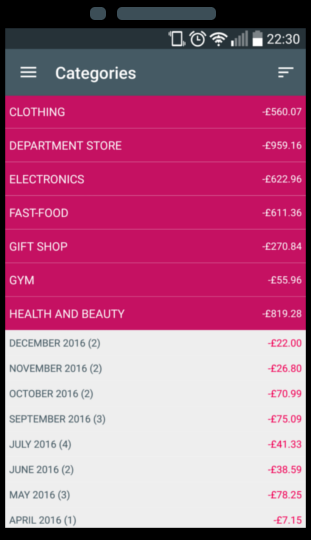 22:30
Categories
CLOTHING -£560.07
DEPARTMENT STORE -£959.16
ELECTRONICS -£622.96
FAST-FOOD -£611.36
GIFT SHOP -£270.84
GYM -£55.96
HEALTH AND BEAUTY -£819.28
DECEMBER 2016 (2) -£22.00
NOVEMBER 2016 (2) -£26.80
OCTOBER 2016 (2) -£70.99
SEPTEMBER 2016 (3) -£75.09
JULY 2016 (4) -£41.33
JUNE 2016 (2) -£38.59
MAY 2016 (3) -£78.25
APRIL 2016 (1) -£7.15